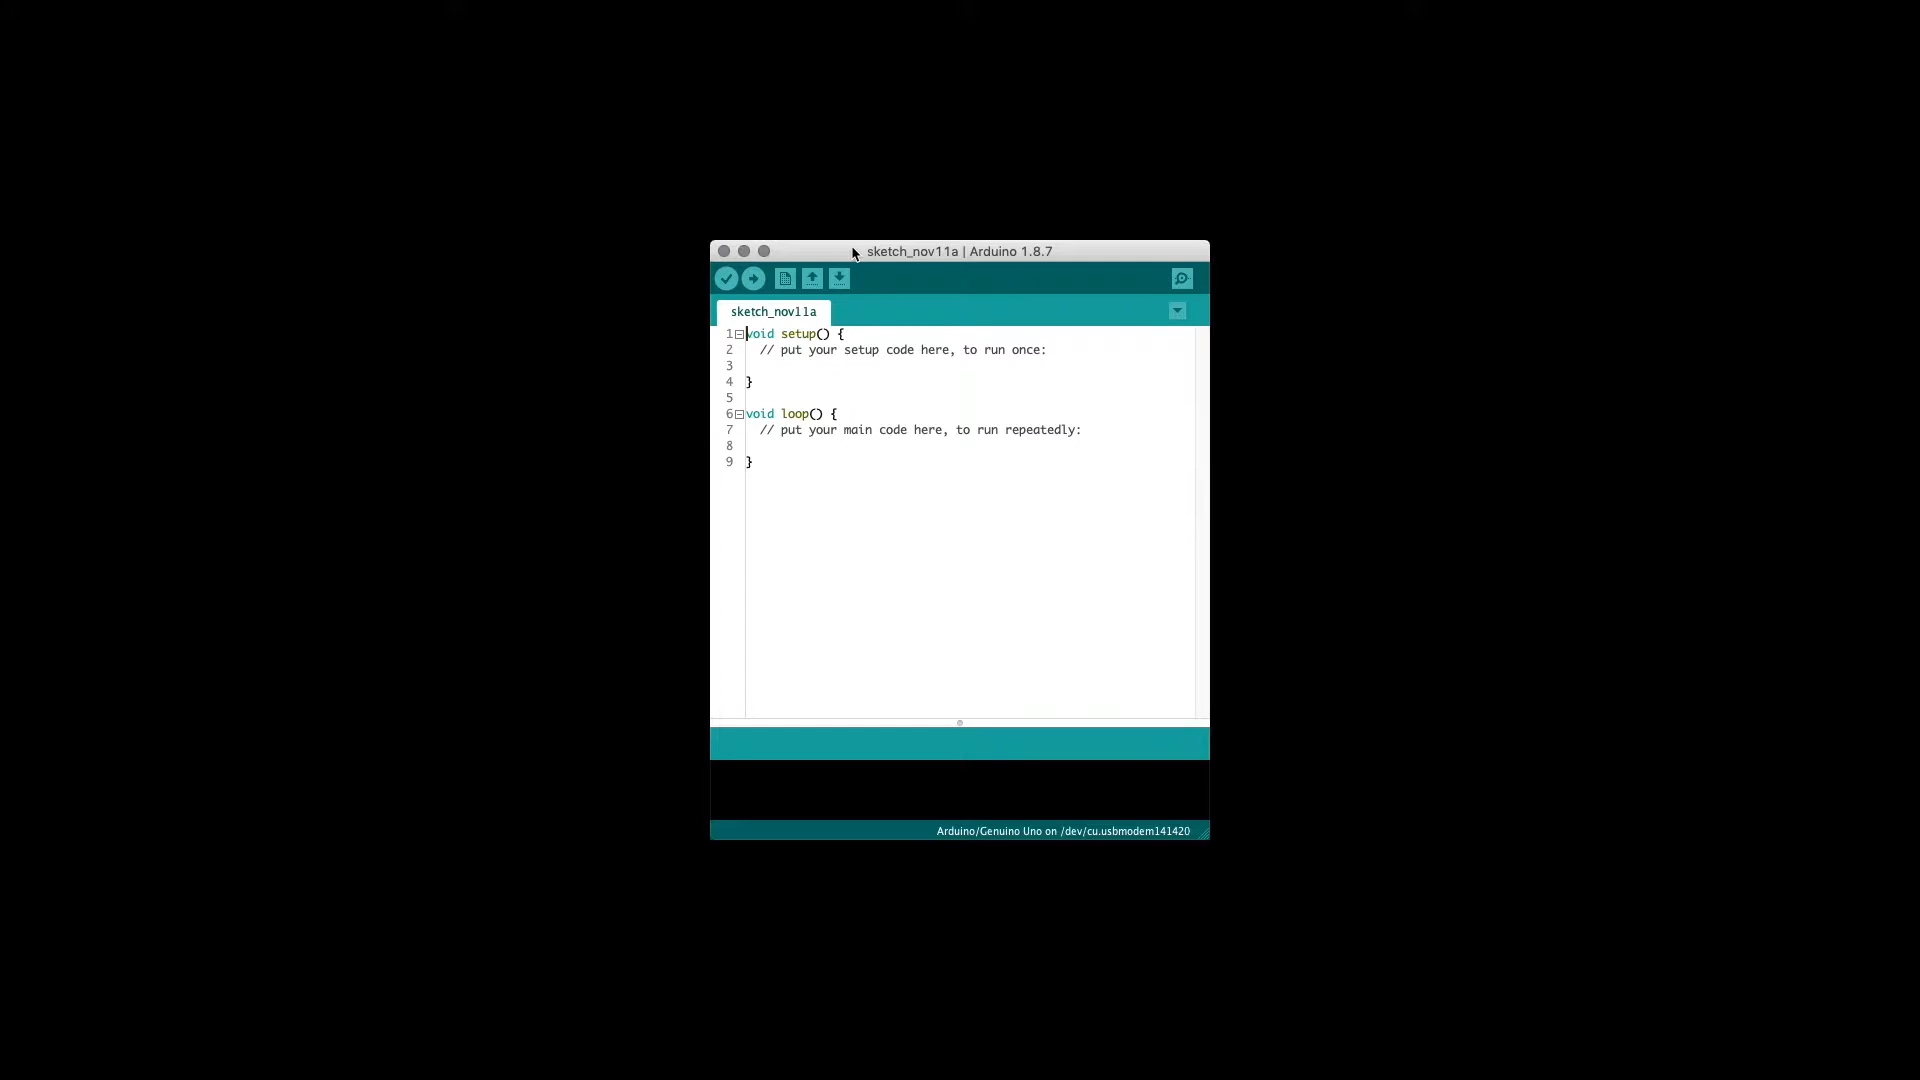 sketch_nov11a | Arduino 1.8.7
sketch_nov11a
1 void setup() {
2   // put your setup code here, to run once:
3
4 }
5
6 void loop() {
7   // put your main code here, to run repeatedly:
8
9 }
Arduino/Genuino Uno on /dev/cu.usbmodem141420